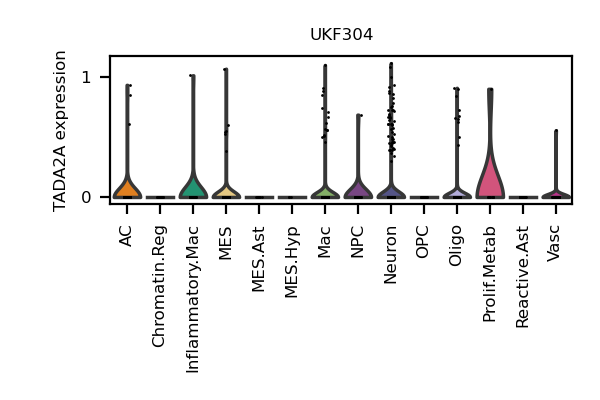 UKF304
TADA2A expression
1
0
AC
Chromatin.Reg
Inflammatory.Mac
MES
MES.Ast
MES.Hyp
Mac
NPC
Neuron
OPC
Oligo
Prolif.Metab
Reactive.Ast
Vasc